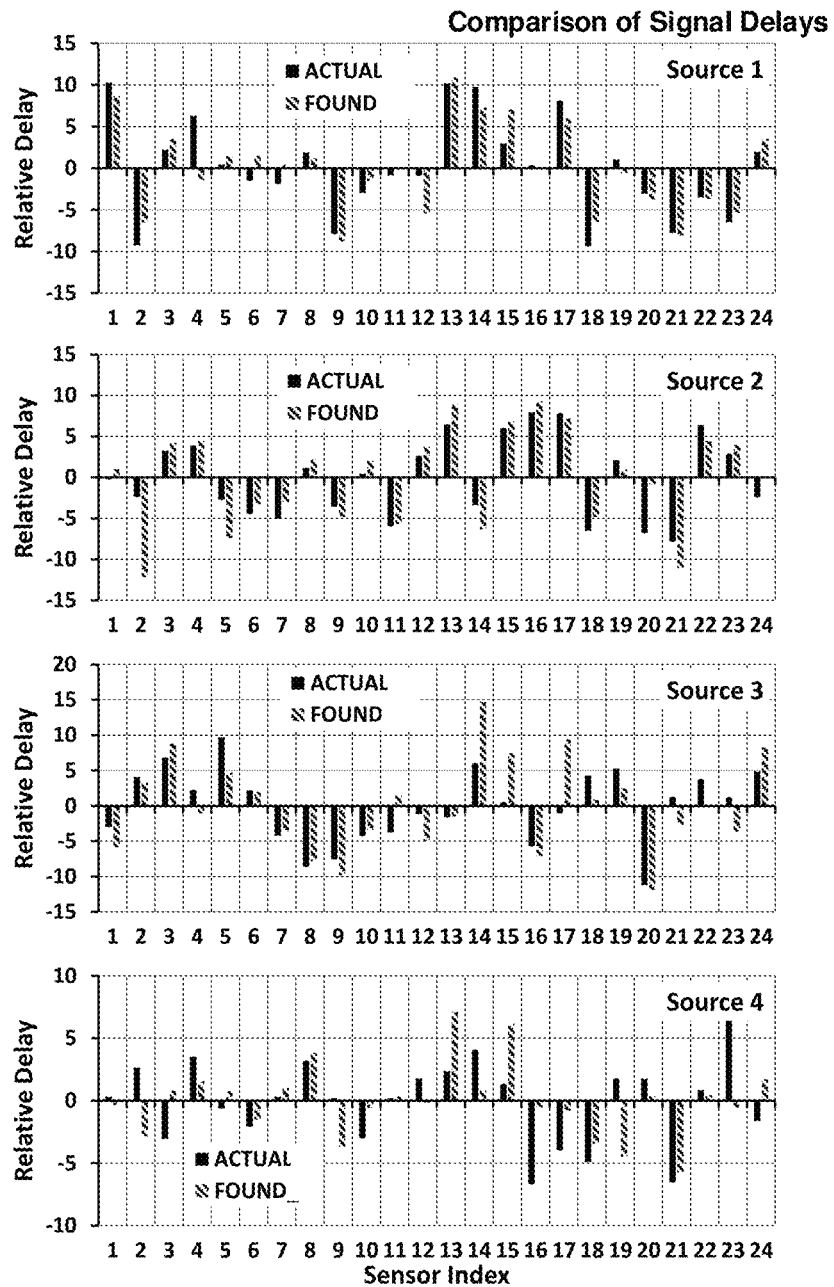 Comparison of Signal Delays
15
10
5
0
-5
-10
-15
Relative Delay
ACTUAL
FOUND
Source 1
1 2 3 4 5 6 7 8 9 10 11 12 13 14 15 16 17 18 19 20 21 22 23 24
15
10
5
0
-5
-10
-15
Relative Delay
ACTUAL
FOUND
Source 2
1 2 3 4 5 6 7 8 9 10 11 12 13 14 15 16 17 18 19 20 21 22 23 24
20
15
10
5
0
-5
-10
-15
Relative Delay
ACTUAL
FOUND
Source 3
1 2 3 4 5 6 7 8 9 10 11 12 13 14 15 16 17 18 19 20 21 22 23 24
10
5
0
-5
-10
Relative Delay
Source 4
ACTUAL
FOUND_
1 2 3 4 5 6 7 8 9 10 11 12 13 14 15 16 17 18 19 20 21 22 23 24
Sensor Index